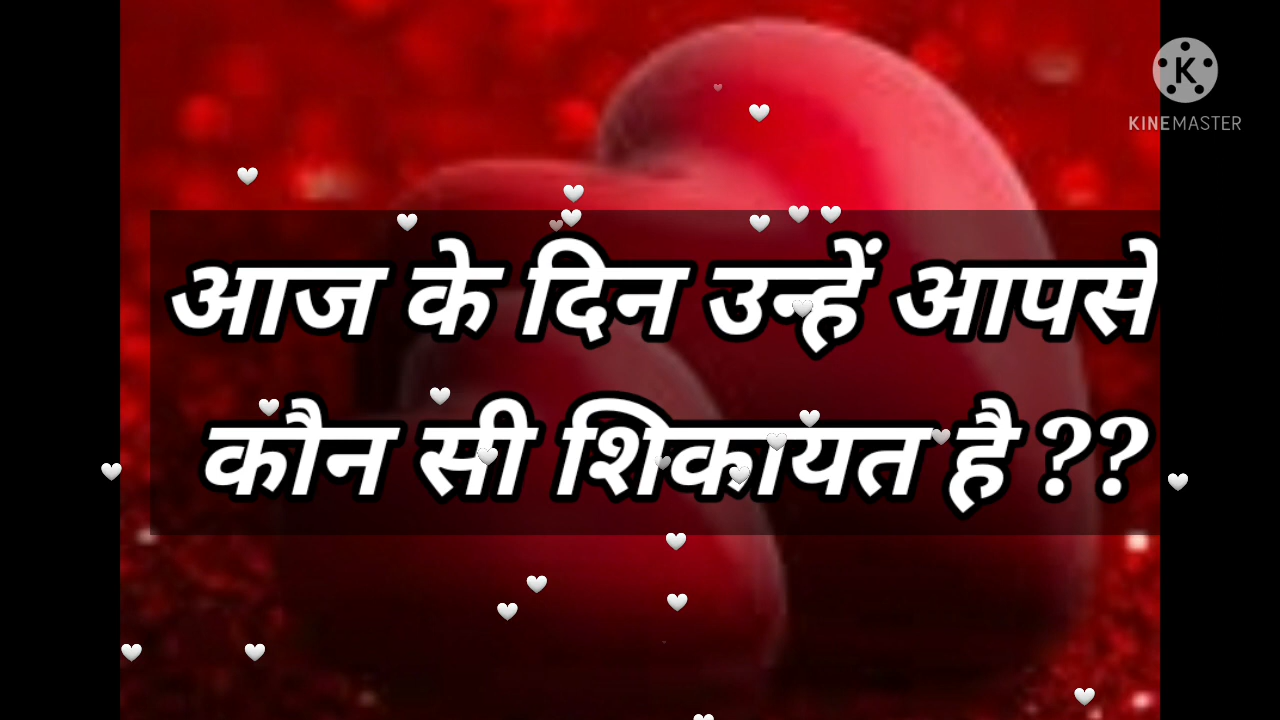 KINEMASTER
आज के दिन उन्हें आपसे
कौन सी शिकायत है ??